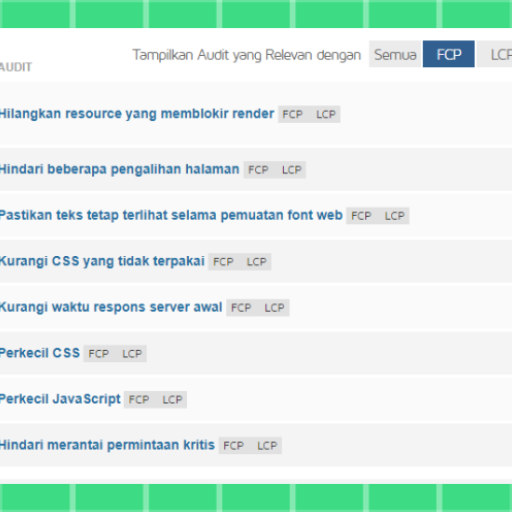 Tampilkan Audit yang Relevan dengan Semua FCP LCP
AUDIT
Hilangkan resource yang memblokir render FCP LCP
Hindari beberapa pengalihan halaman FCP LCP
Pastikan teks tetap terlihat selama pemuatan font web FCP LCP
Kurangi CSS yang tidak terpakai FCP LCP
Kurangi waktu respons server awal FCP LCP
Perkecil CSS FCP LCP
Perkecil JavaScript FCP LCP
Hindari merantai permintaan kritis FCP LCP